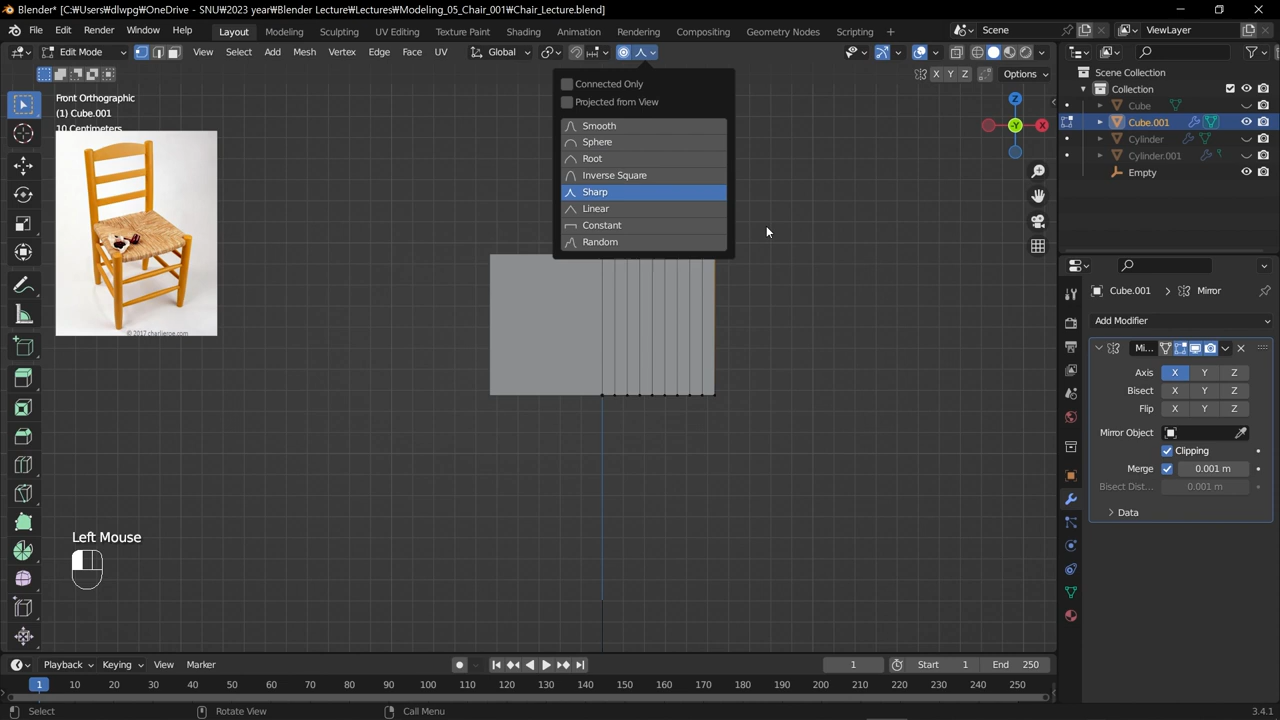 Blender* [C:₩Users₩dlwpg₩OneDrive - SNU₩2023 year₩Blender Lecture₩Lectures₩Modeling_05_Chair_001₩Chair_Lecture.blend]
File Edit Render Window Help Layout Modeling Sculpting UV Editing Texture Paint Shading Animation Rendering Compositing Geometry Nodes Scripting Scene ViewLayer
Edit Mode View Select Add Mesh Vertex Edge Face UV Global
X Y Z Options
Front Orthographic
(1) Cube.001
10 Centimeters
© 2017 charlieroe.com
Connected Only
Projected from View
Smooth
Sphere
Root
Inverse Square
Sharp
Linear
Constant
Random
Z
-Y
X
Scene Collection
Collection
Cube
Cube.001
Cylinder
Cylinder.001
Empty
Cube.001 Mirror
Add Modifier
Mi...
Axis X Y Z
Bisect X Y Z
Flip X Y Z
Mirror Object
Clipping
Merge 0.001 m
Bisect Dist... 0.001 m
Data
Left Mouse
Playback Keying View Marker 1 Start 1 End 250
1 10 20 30 40 50 60 70 80 90 100 110 120 130 140 150 160 170 180 190 200 210 220 230 240 250
Select Rotate View Call Menu 3.4.1